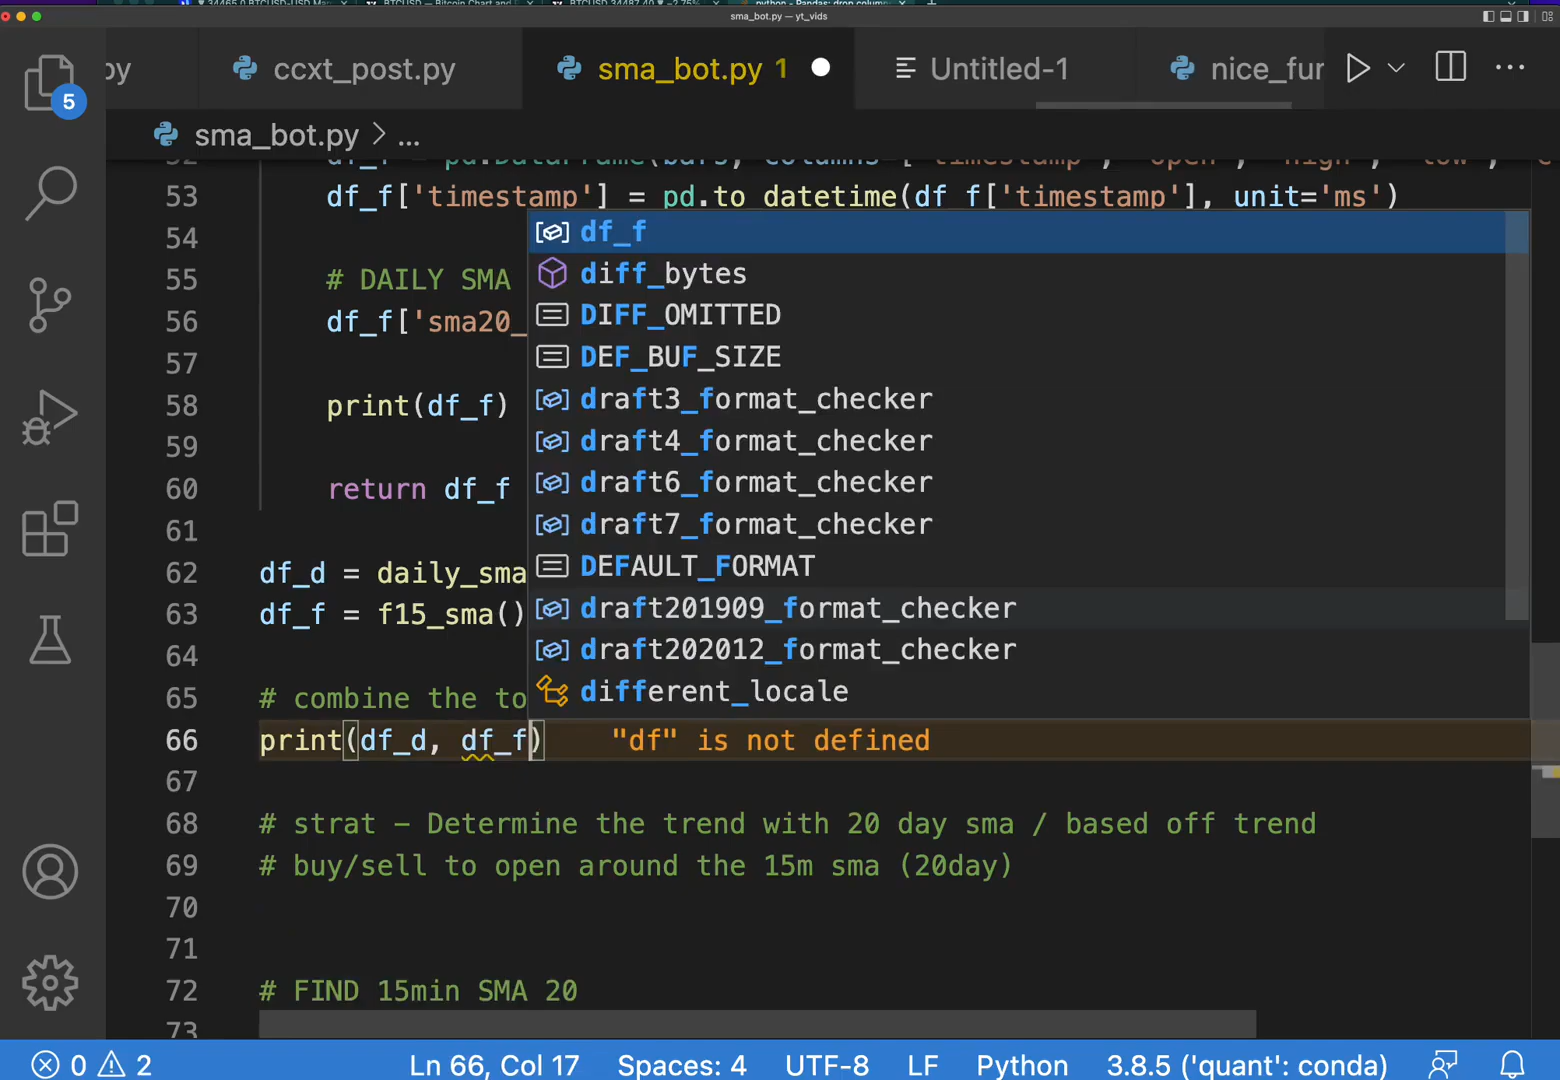 sma_bot.py — yt_vids
py ccxt_post.py sma_bot.py 1 Untitled-1 nice_fur
5
sma_bot.py > ...
53 df_f['timestamp'] = pd.to_datetime(df_f['timestamp'], unit='ms')
54 df_f
diff_bytes
55 # DAILY SMA DIFF_OMITTED
56 df_f['sma20_
DEF_BUF_SIZE
57
58 print(df_f) draft3_format_checker
59 draft4_format_checker
60 return df_f draft6_format_checker
61 draft7_format_checker
62 df_d = daily_sma DEFAULT_FORMAT
63 df_f = f15_sma() draft201909_format_checker
64 draft202012_format_checker
65 # combine the to different_locale
66 print(df_d, df_f) "df" is not defined
67
68 # strat - Determine the trend with 20 day sma / based off trend
69 # buy/sell to open around the 15m sma (20day)
70
71
72 # FIND 15min SMA 20
73
0 2 Ln 66, Col 17 Spaces: 4 UTF-8 LF Python 3.8.5 ('quant': conda)